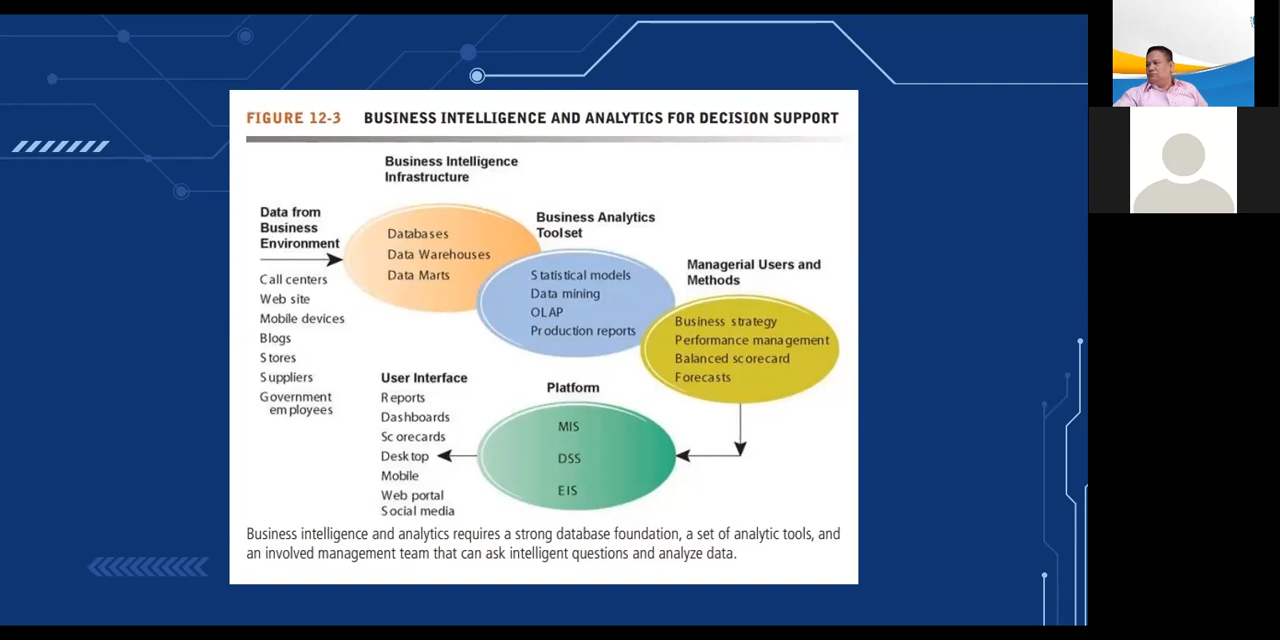 FIGURE 12-3 BUSINESS INTELLIGENCE AND ANALYTICS FOR DECISION SUPPORT
Business Intelligence
Infrastructure
Data from
Business
Environment
Call centers
Web site
Mobile devices
Blogs
Stores
Suppliers
Government
employees
Databases
Data Warehouses
Data Marts
Business Analytics
Toolset
Statistical models
Data mining
OLAP
Production reports
Managerial Users and
Methods
Business strategy
Performance management
Balanced scorecard
Forecasts
Platform
MIS
DSS
EIS
User Interface
Reports
Dashboards
Scorecards
Desktop
Mobile
Web portal
Social media
Business intelligence and analytics requires a strong database foundation, a set of analytic tools, and
an involved management team that can ask intelligent questions and analyze data.